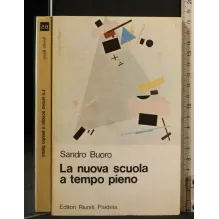 Sandro Buoro
La nuova scuola
a tempo pieno
Editori Riuniti Paideia